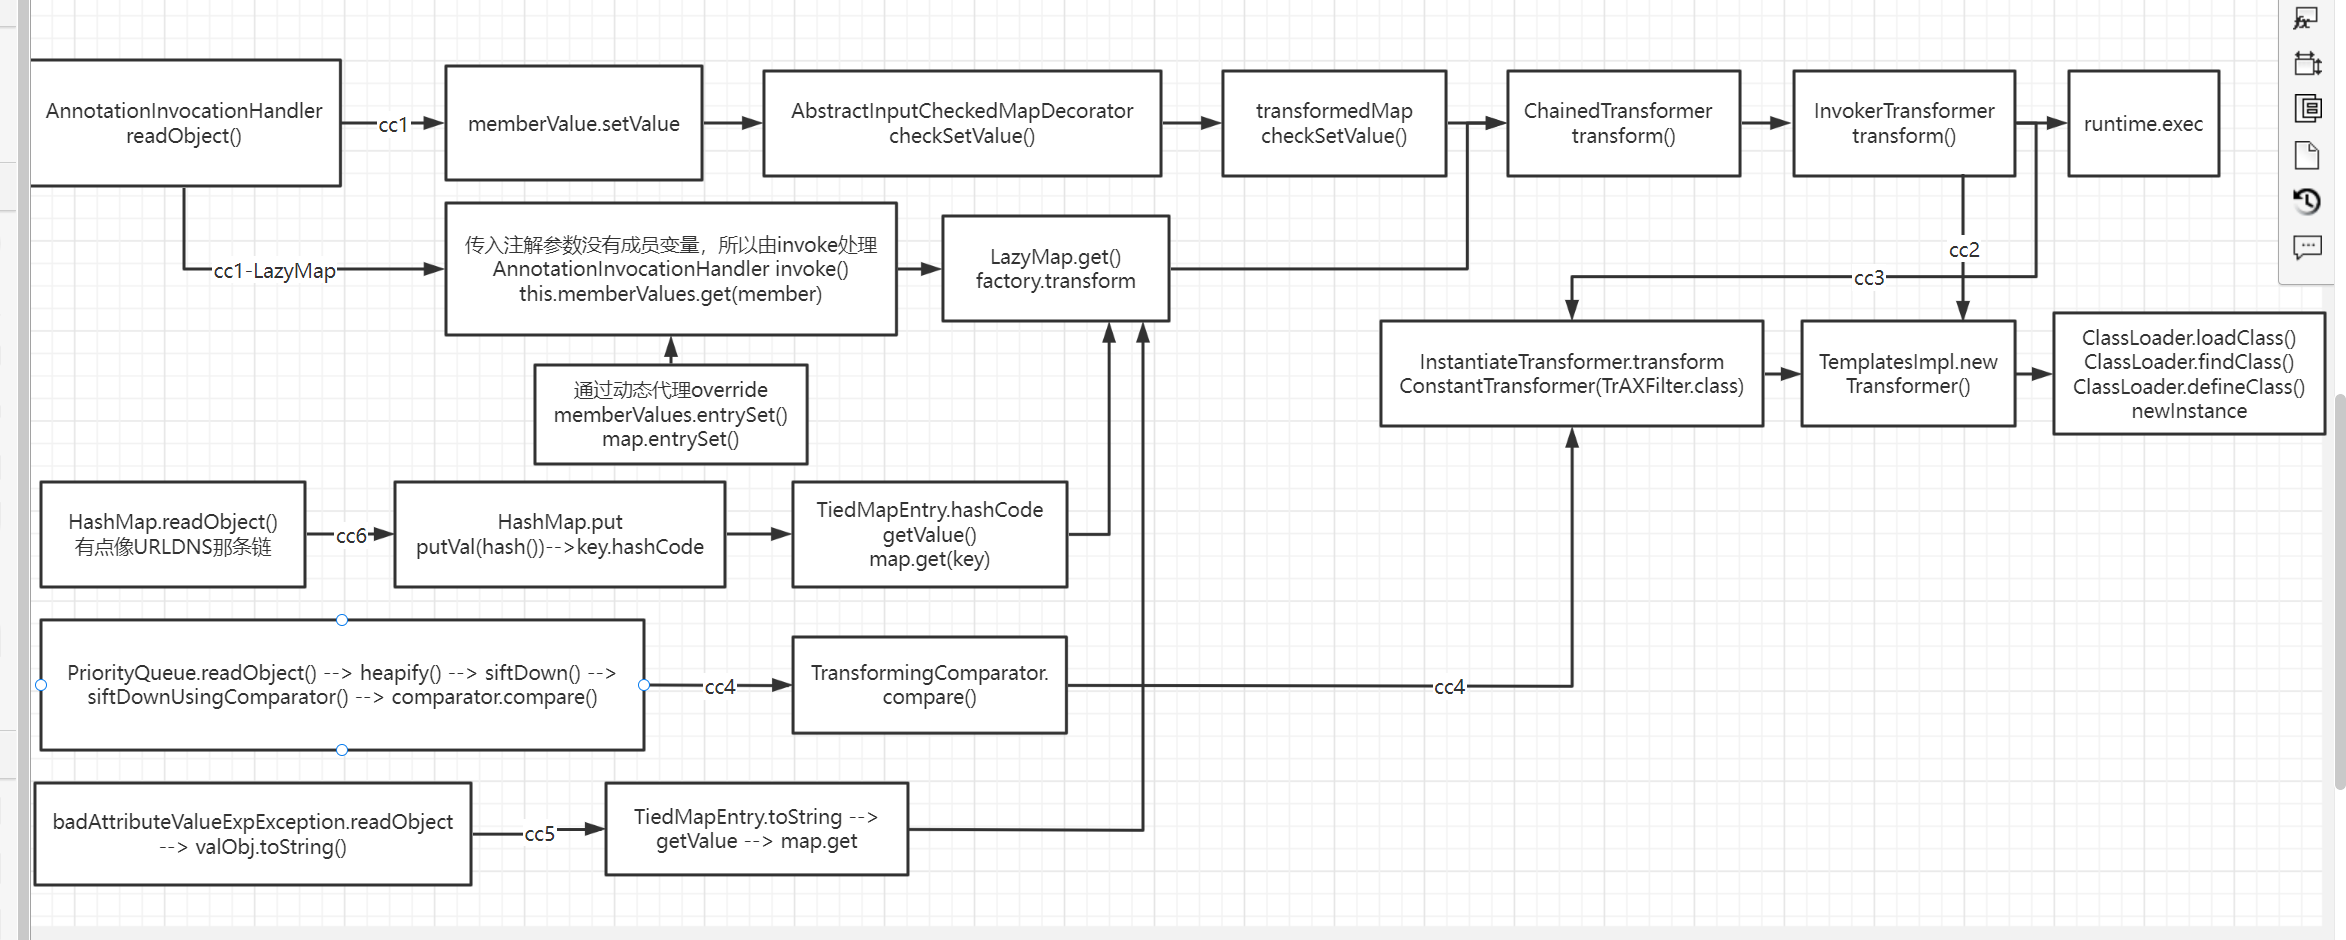 AnnotationInvocationHandler
readObject()
cc1
memberValue.setValue
AbstractInputCheckedMapDecorator
checkSetValue()
transformedMap
checkSetValue()
ChainedTransformer
transform()
InvokerTransformer
transform()
runtime.exec
cc1-LazyMap
传入注解参数没有成员变量，所以由invoke处理
AnnotationInvocationHandler invoke()
this.memberValues.get(member)
LazyMap.get()
factory.transform
cc2
cc3
通过动态代理override
memberValues.entrySet()
map.entrySet()
InstantiateTransformer.transform
ConstantTransformer(TrAXFilter.class)
TemplatesImpl.new
Transformer()
ClassLoader.loadClass()
ClassLoader.findClass()
ClassLoader.defineClass()
newInstance
HashMap.readObject()
有点像URLDNS那条链
cc6
HashMap.put
putVal(hash())-->key.hashCode
TiedMapEntry.hashCode
getValue()
map.get(key)
PriorityQueue.readObject() --> heapify() --> siftDown() -->
siftDownUsingComparator() --> comparator.compare()
cc4
TransformingComparator.
compare()
cc4
badAttributeValueExpException.readObject
--> valObj.toString()
cc5
TiedMapEntry.toString -->
getValue --> map.get
fx